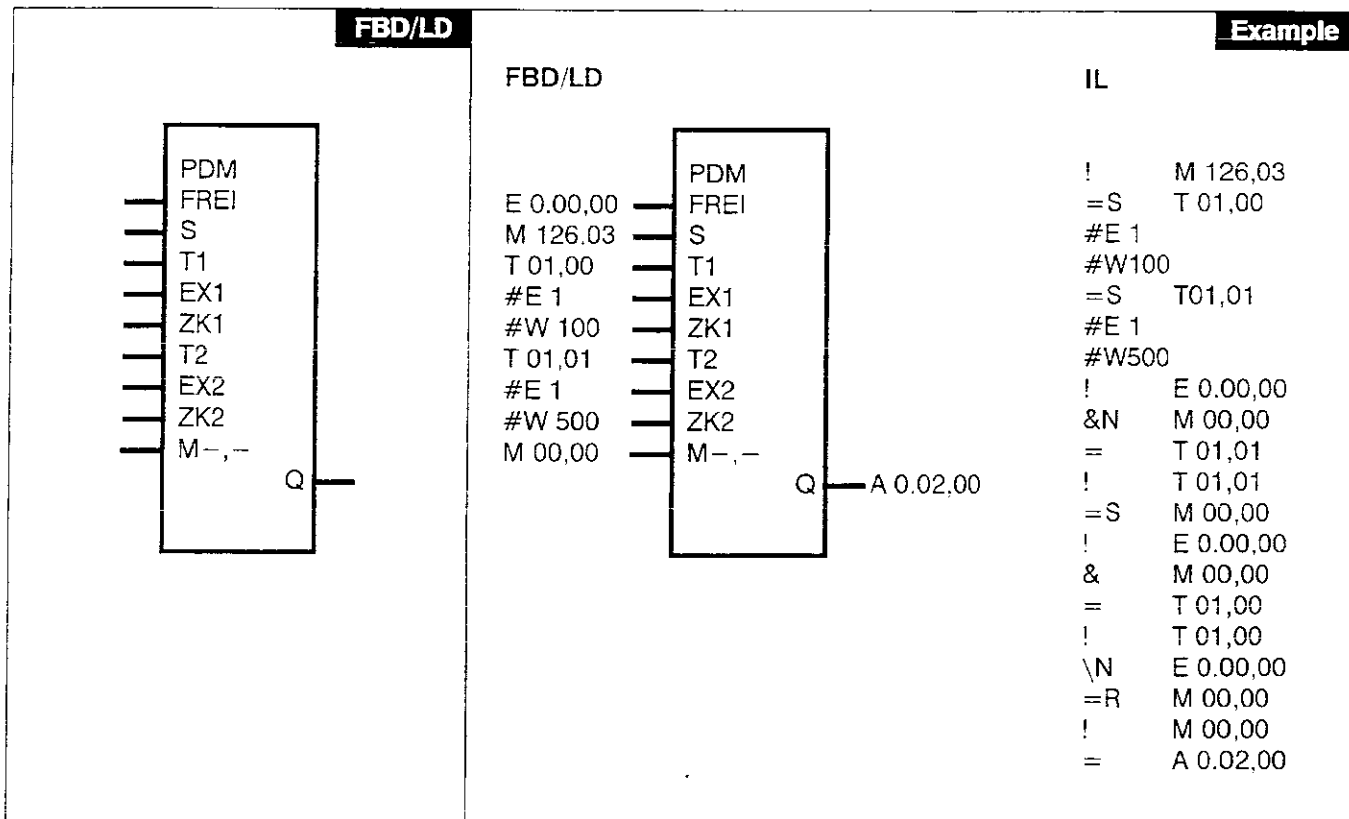 FBD/LD
PDM
FREI
S
T1
EX1
ZK1
T2
EX2
ZK2
M–,–
Q
Example
FBD/LD
E 0.00,00
M 126.03
T 01,00
#E 1
#W 100
T 01,01
#E 1
#W 500
M 00,00
PDM
FREI
S
T1
EX1
ZK1
T2
EX2
ZK2
M–,–
Q
A 0.02,00
IL
! M 126,03
=S T 01,00
#E 1
#W100
=S T01,01
#E 1
#W500
! E 0.00,00
&N M 00,00
= T 01,01
! T 01,01
=S M 00,00
! E 0.00,00
& M 00,00
= T 01,00
! T 01,00
\N E 0.00,00
=R M 00,00
! M 00,00
= A 0.02,00